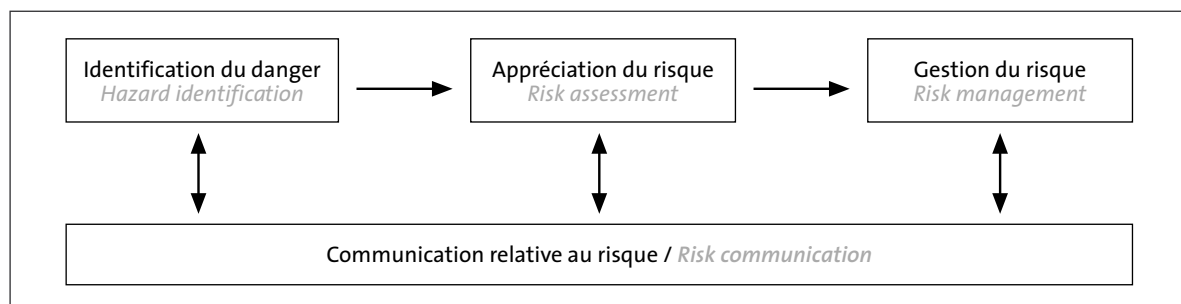 Identification du danger
Hazard identification
Appréciation du risque
Risk assessment
Gestion du risque
Risk management
Communication relative au risque / Risk communication